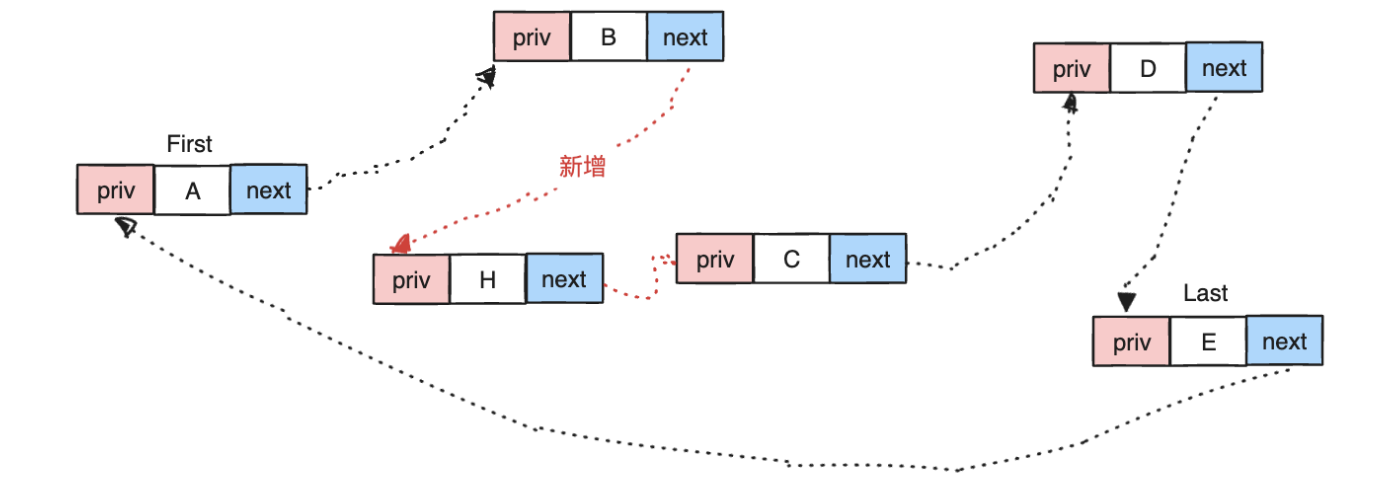 priv B next
priv D next
First
priv A next
新增
priv H next
priv C next
Last
priv E next